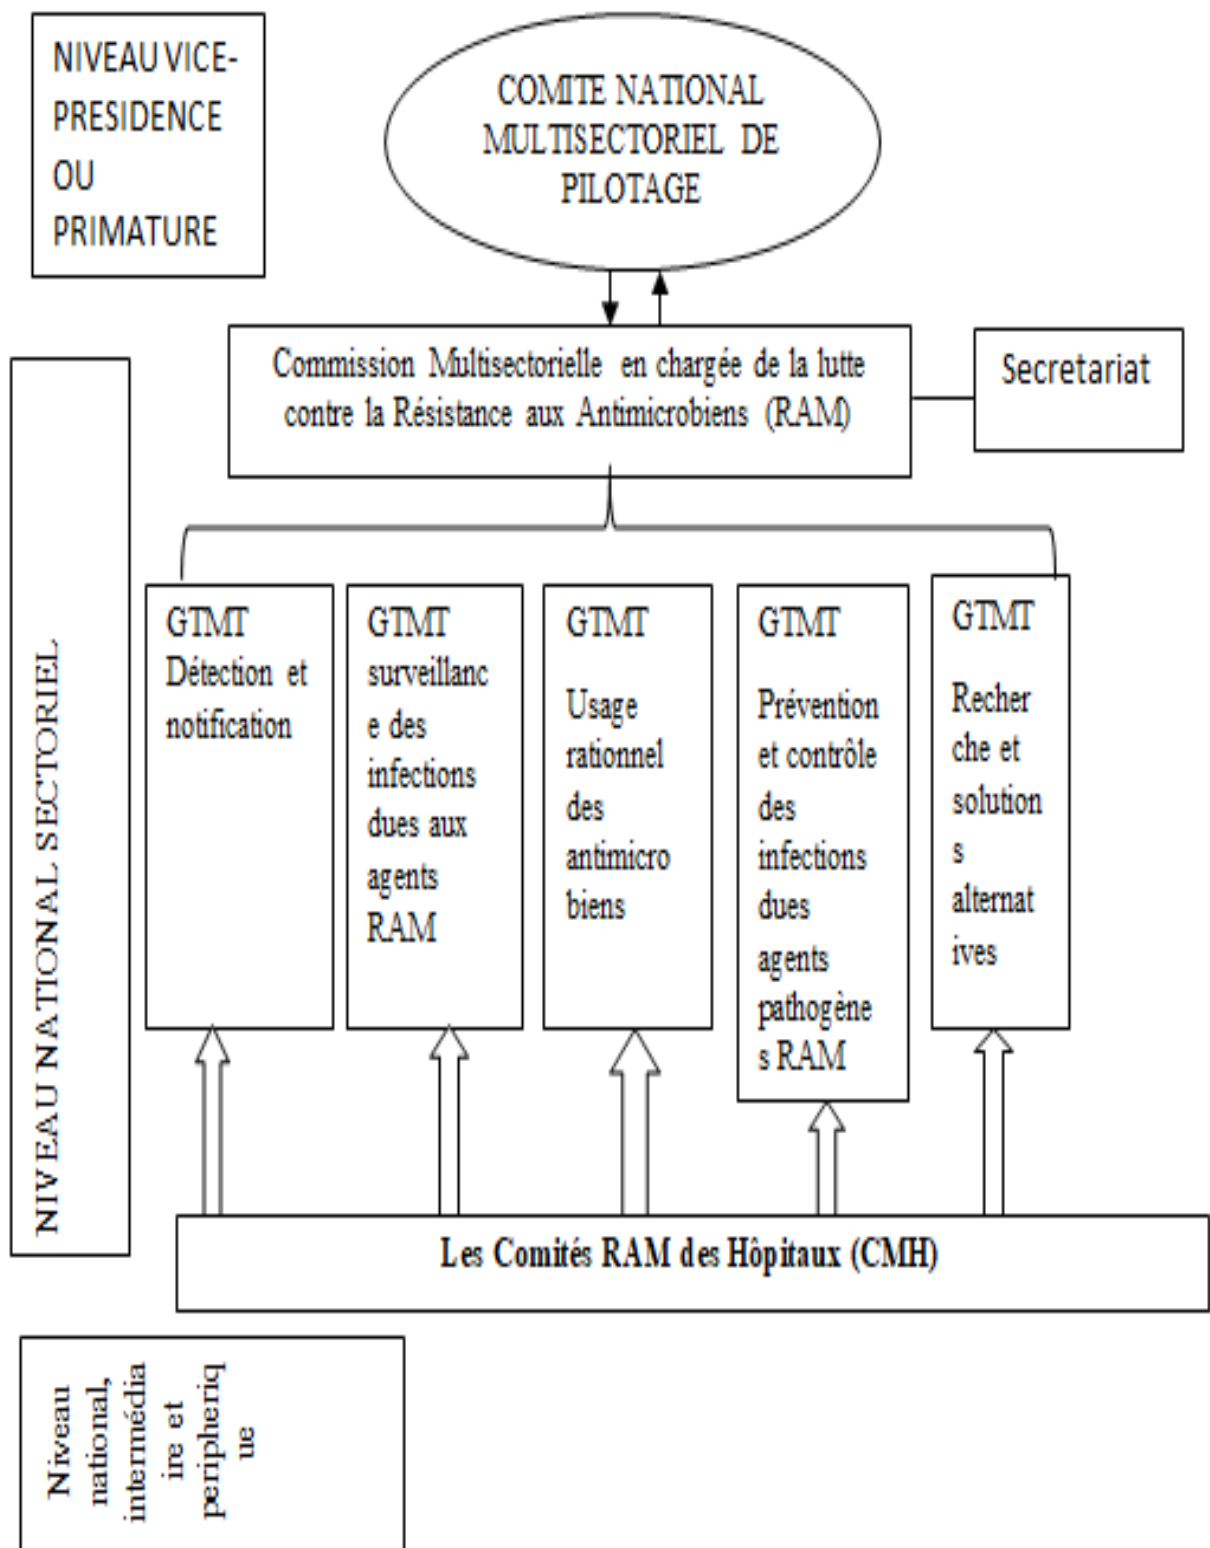 NIVEAU VICE-
PRESIDENCE
OU
PRIMATURE
COMITE NATIONAL
MULTISECTORIEL DE
PILOTAGE
Commission Multisectorielle en chargée de la lutte
contre la Résistance aux Antimicrobiens (RAM)
Secretariat
NIVEAU NATIONAL SECTORIEL
GTMT
Détection et
notification
GTMT
surveillanc
e des
infections
dues aux
agents
RAM
GTMT
Usage
rationnel
des
antimicro
biens
GTMT
Prévention
et contrôle
des
infections
dues
agents
pathogène
s RAM
GTMT
Recher
che et
solution
s
alternat
ives
Les Comités RAM des Hôpitaux (CMH)
Niveau
national,
intermédia
ire et
peripheriq
ue